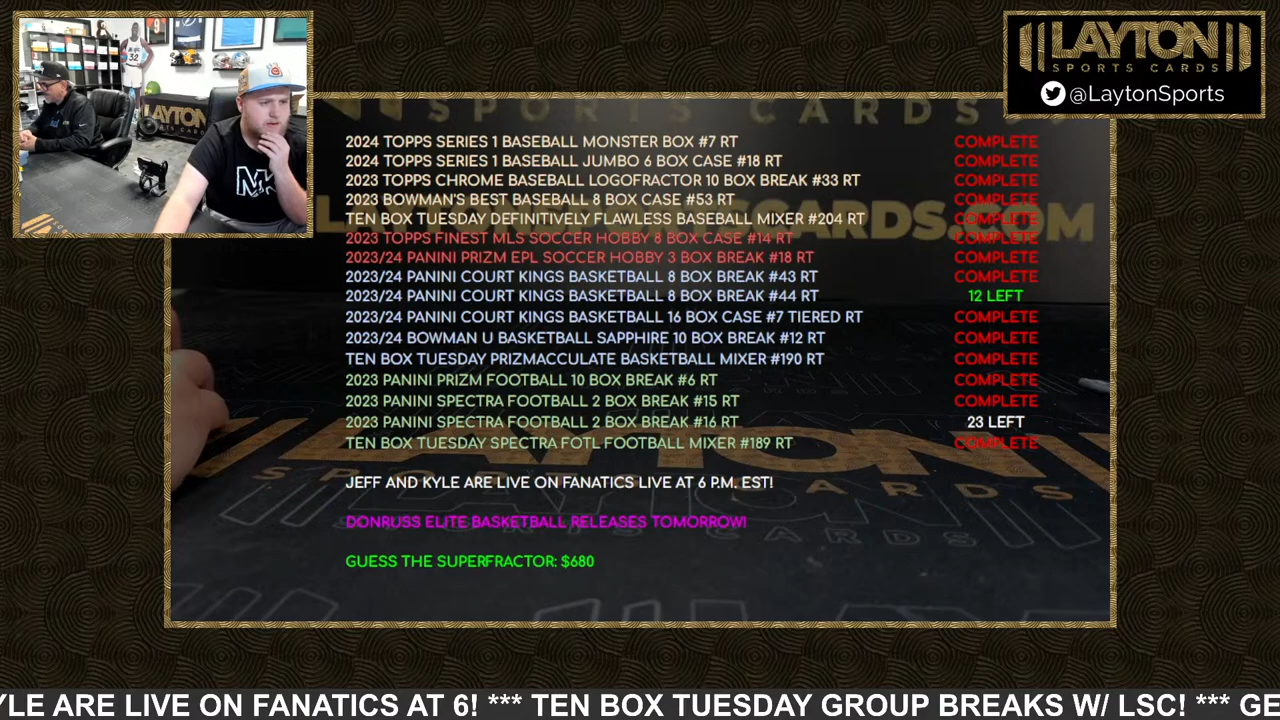 LAYTON
SPORTS CARDS
@LaytonSports
SPORTS CARDS
2024 TOPPS SERIES 1 BASEBALL MONSTER BOX #7 RT COMPLETE
2024 TOPPS SERIES 1 BASEBALL JUMBO 6 BOX CASE #18 RT COMPLETE
2023 TOPPS CHROME BASEBALL LOGOFRACTOR 10 BOX BREAK #33 RT COMPLETE
2023 BOWMAN'S BEST BASEBALL 8 BOX CASE #53 RT COMPLETE
TEN BOX TUESDAY DEFINITIVELY FLAWLESS BASEBALL MIXER #204 RT COMPLETE
2023 TOPPS FINEST MLS SOCCER HOBBY 8 BOX CASE #14 RT COMPLETE
2023/24 PANINI PRIZM EPL SOCCER HOBBY 3 BOX BREAK #18 RT COMPLETE
2023/24 PANINI COURT KINGS BASKETBALL 8 BOX BREAK #43 RT COMPLETE
2023/24 PANINI COURT KINGS BASKETBALL 8 BOX BREAK #44 RT 12 LEFT
2023/24 PANINI COURT KINGS BASKETBALL 16 BOX CASE #7 TIERED RT COMPLETE
2023/24 BOWMAN U BASKETBALL SAPPHIRE 10 BOX BREAK #12 RT COMPLETE
TEN BOX TUESDAY PRIZMACCULATE BASKETBALL MIXER #190 RT COMPLETE
2023 PANINI PRIZM FOOTBALL 10 BOX BREAK #6 RT COMPLETE
2023 PANINI SPECTRA FOOTBALL 2 BOX BREAK #15 RT COMPLETE
2023 PANINI SPECTRA FOOTBALL 2 BOX BREAK #16 RT 23 LEFT
TEN BOX TUESDAY SPECTRA FOTL FOOTBALL MIXER #189 RT COMPLETE
JEFF AND KYLE ARE LIVE ON FANATICS LIVE AT 6 P.M. EST!
DONRUSS ELITE BASKETBALL RELEASES TOMORROW!
GUESS THE SUPERFRACTOR: $680
YLE ARE LIVE ON FANATICS AT 6! *** TEN BOX TUESDAY GROUP BREAKS W/ LSC! *** GE